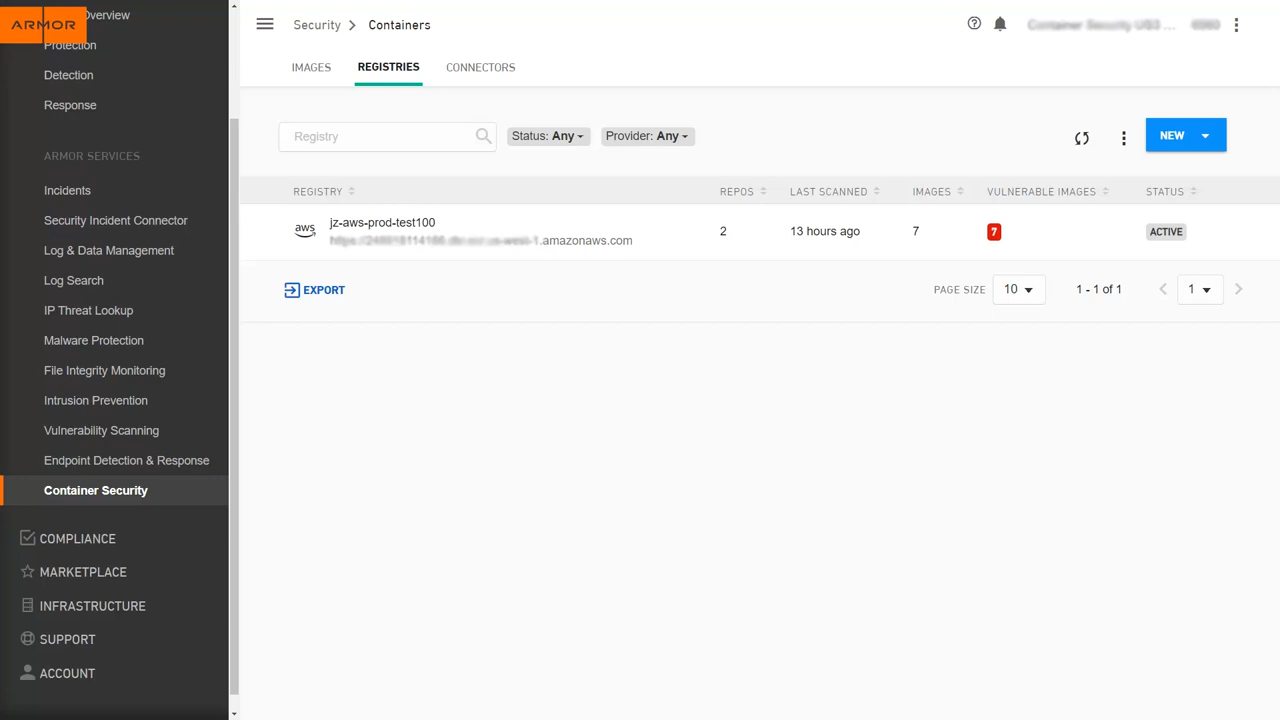 ARMOR
verview
Protection
Detection
Response
ARMOR SERVICES
Incidents
Security Incident Connector
Log & Data Management
Log Search
IP Threat Lookup
Malware Protection
File Integrity Monitoring
Intrusion Prevention
Vulnerability Scanning
Endpoint Detection & Response
Container Security
COMPLIANCE
MARKETPLACE
INFRASTRUCTURE
SUPPORT
ACCOUNT
Security > Containers
IMAGES REGISTRIES CONNECTORS
Registry Status: Any Provider: Any NEW
REGISTRY REPOS LAST SCANNED IMAGES VULNERABLE IMAGES STATUS
aws jz-aws-prod-test100 2 13 hours ago 7 7 ACTIVE
.amazonaws.com
EXPORT PAGE SIZE 10 1 - 1 of 1 1